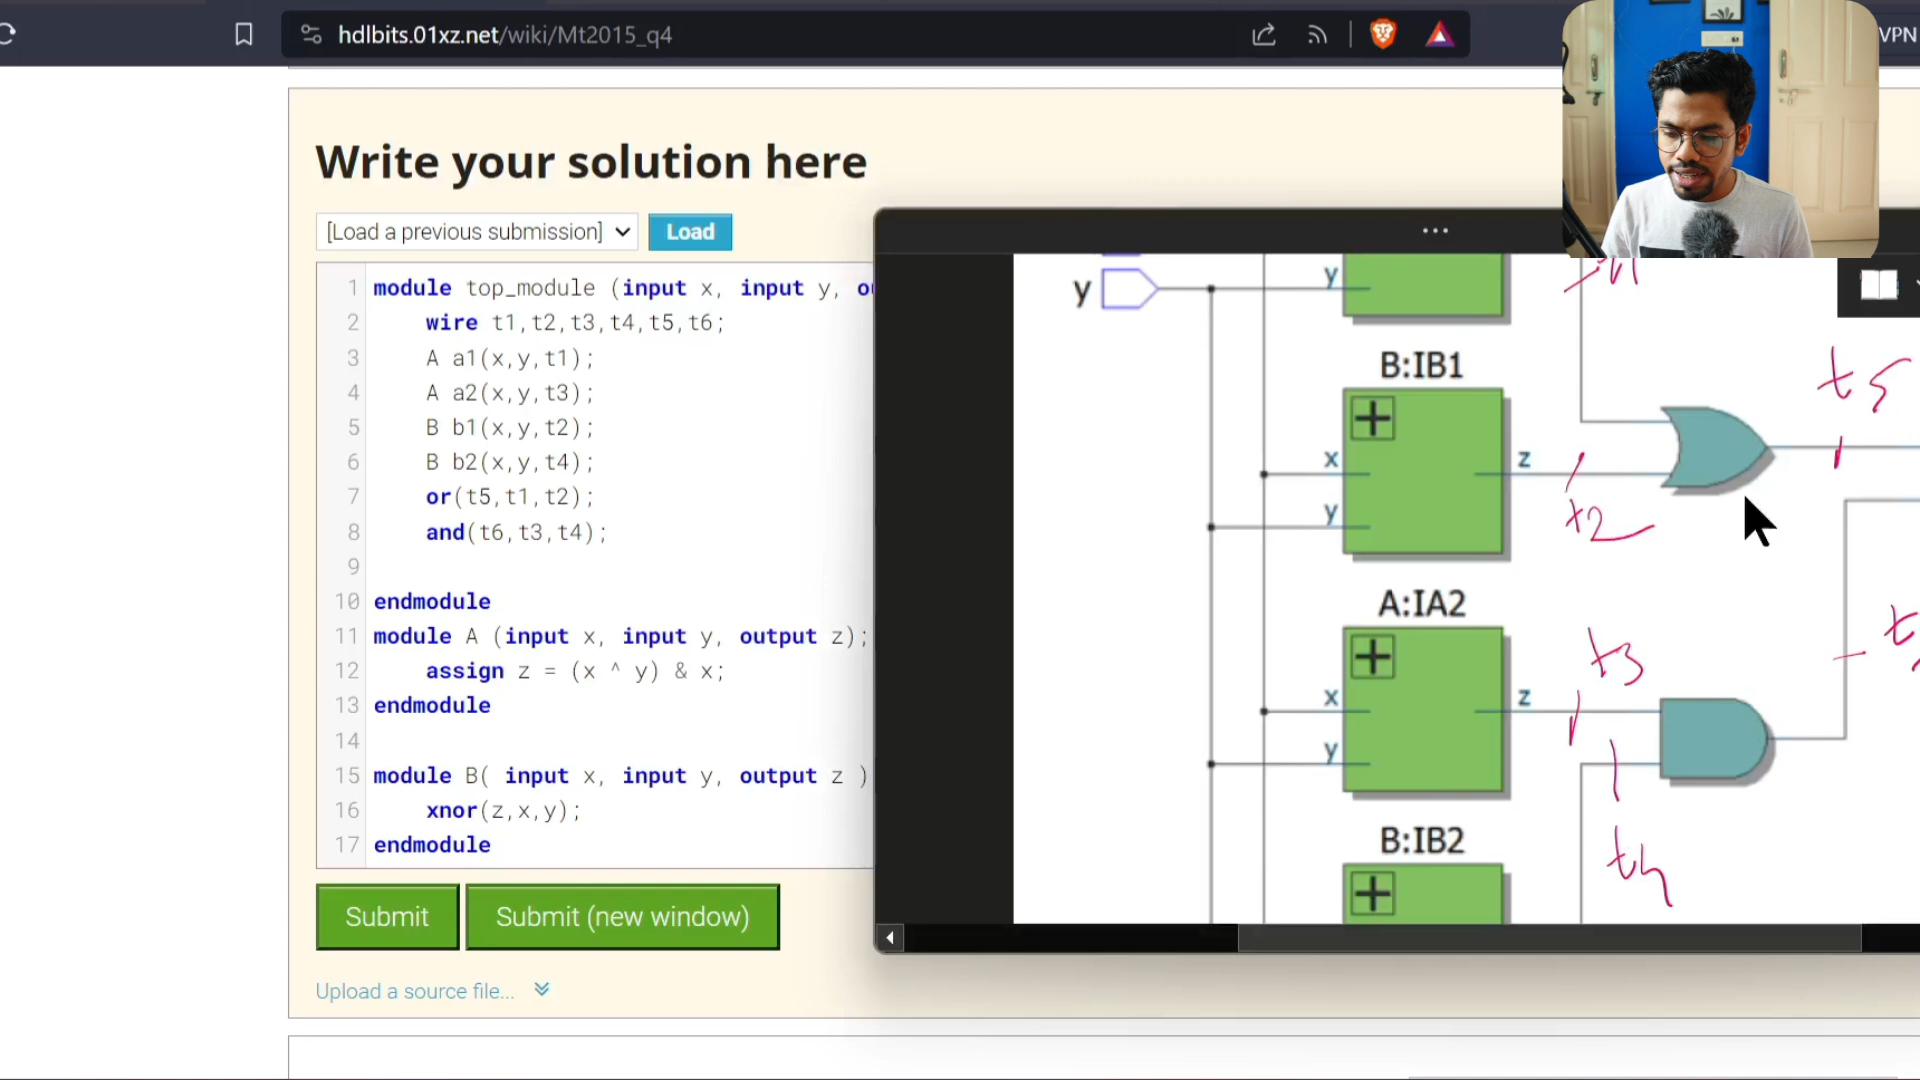 hdlbits.01xz.net/wiki/Mt2015_q4
VPN
Write your solution here
[Load a previous submission]
Load
1 module top_module (input x, input y,
2 wire t1,t2,t3,t4,t5,t6;
3 A a1(x,y,t1);
4 A a2(x,y,t3);
5 B b1(x,y,t2);
6 B b2(x,y,t4);
7 or(t5,t1,t2);
8 and(t6,t3,t4);
9
10 endmodule
11 module A (input x, input y, output z);
12 assign z = (x ^ y) & x;
13 endmodule
14
15 module B( input x, input y, output z )
16 xnor(z,x,y);
17 endmodule
Submit
Submit (new window)
Upload a source file...
y
y
B:IB1
x
z
y
t2
t5
A:IA2
x
z
y
t3
t4
B:IB2